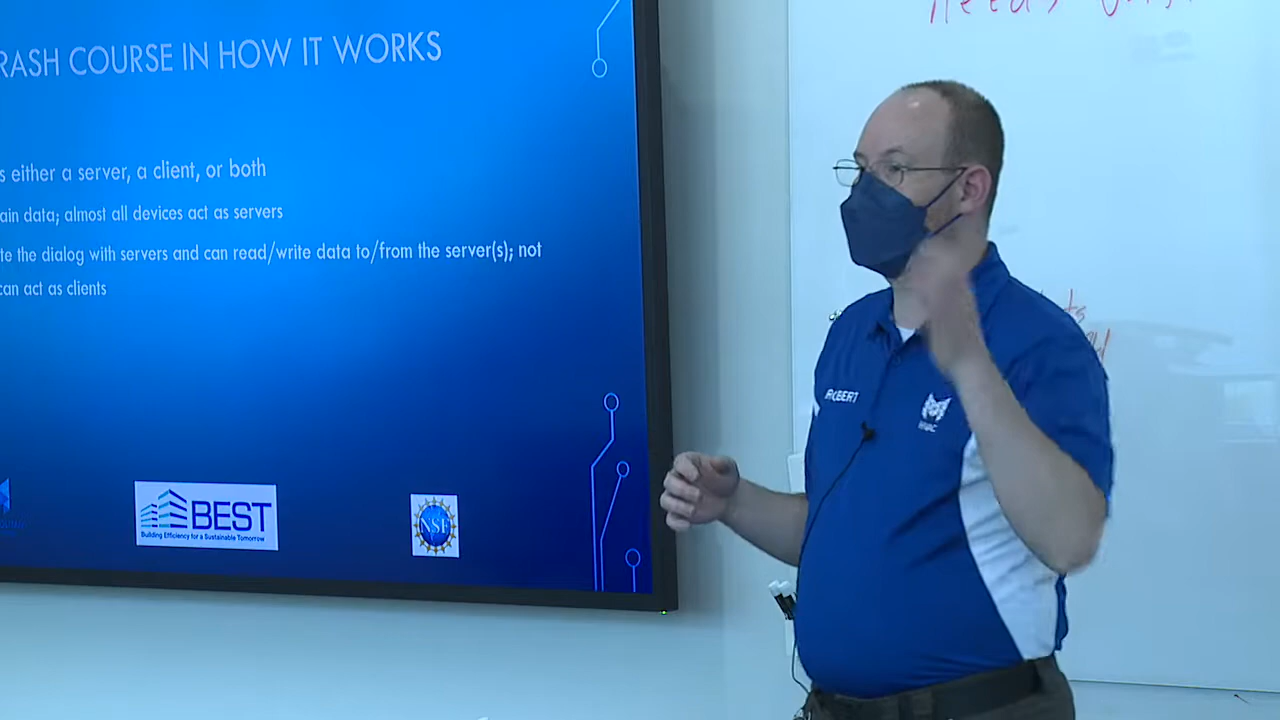 RASH COURSE IN HOW IT WORKS
s either a server, a client, or both
ain data; almost all devices act as servers
te the dialog with servers and can read/write data to/from the server(s); not
can act as clients
BEST
Building Efficiency for a Sustainable Tomorrow
NSF
Needs
ROBERT